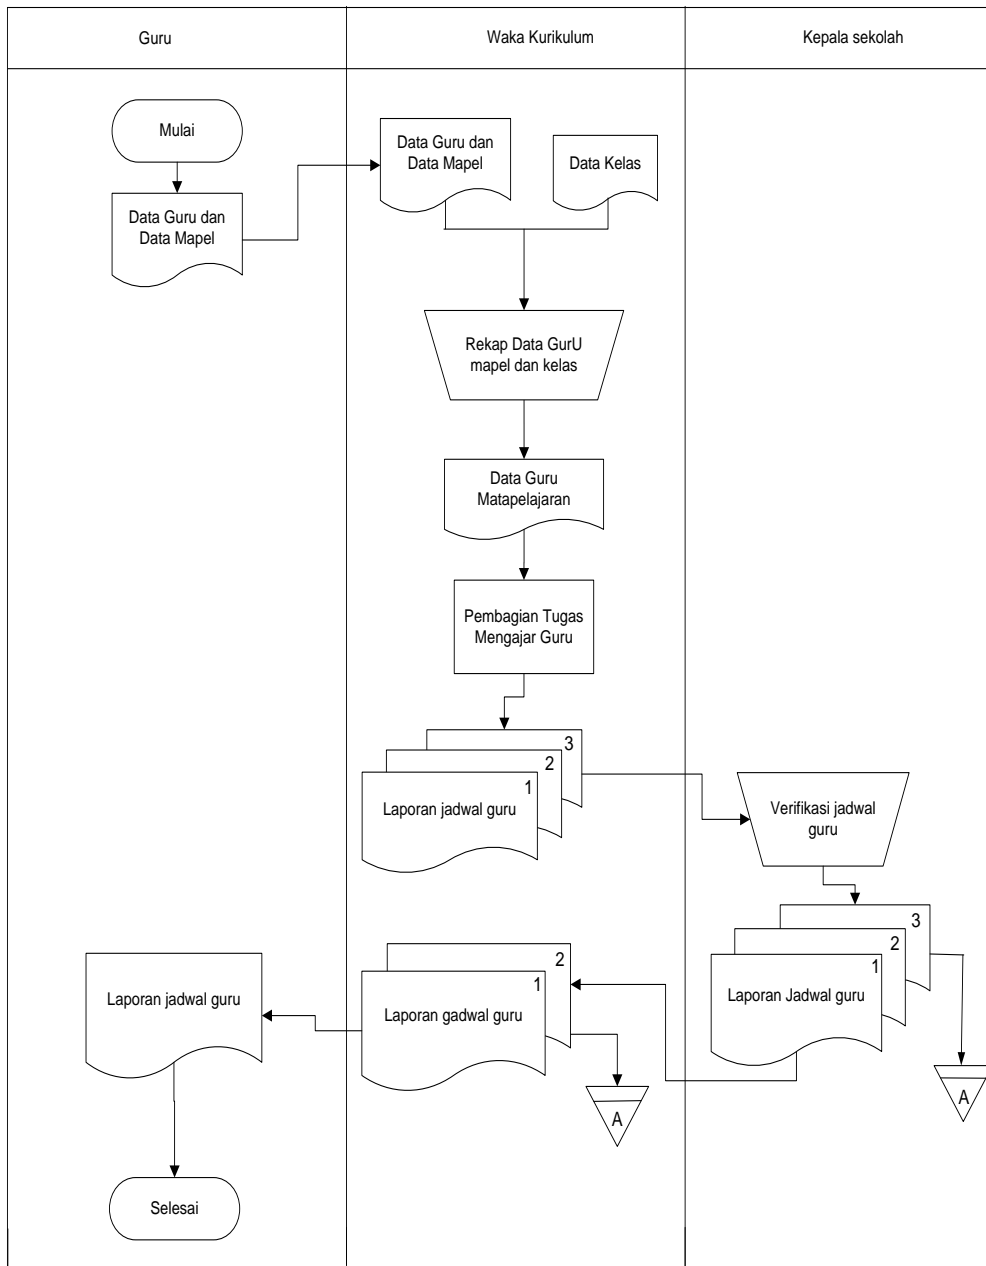 Guru
Waka Kurikulum
Kepala sekolah
Mulai
Data Guru dan
Data Mapel
Data Guru dan
Data Mapel
Data Kelas
Rekap Data GurU
mapel dan kelas
Data Guru
Matapelajaran
Pembagian Tugas
Mengajar Guru
3
2
1
Laporan jadwal guru
Verifikasi jadwal
guru
3
2
1
Laporan Jadwal guru
A
2
1
Laporan gadwal guru
A
Laporan jadwal guru
Selesai